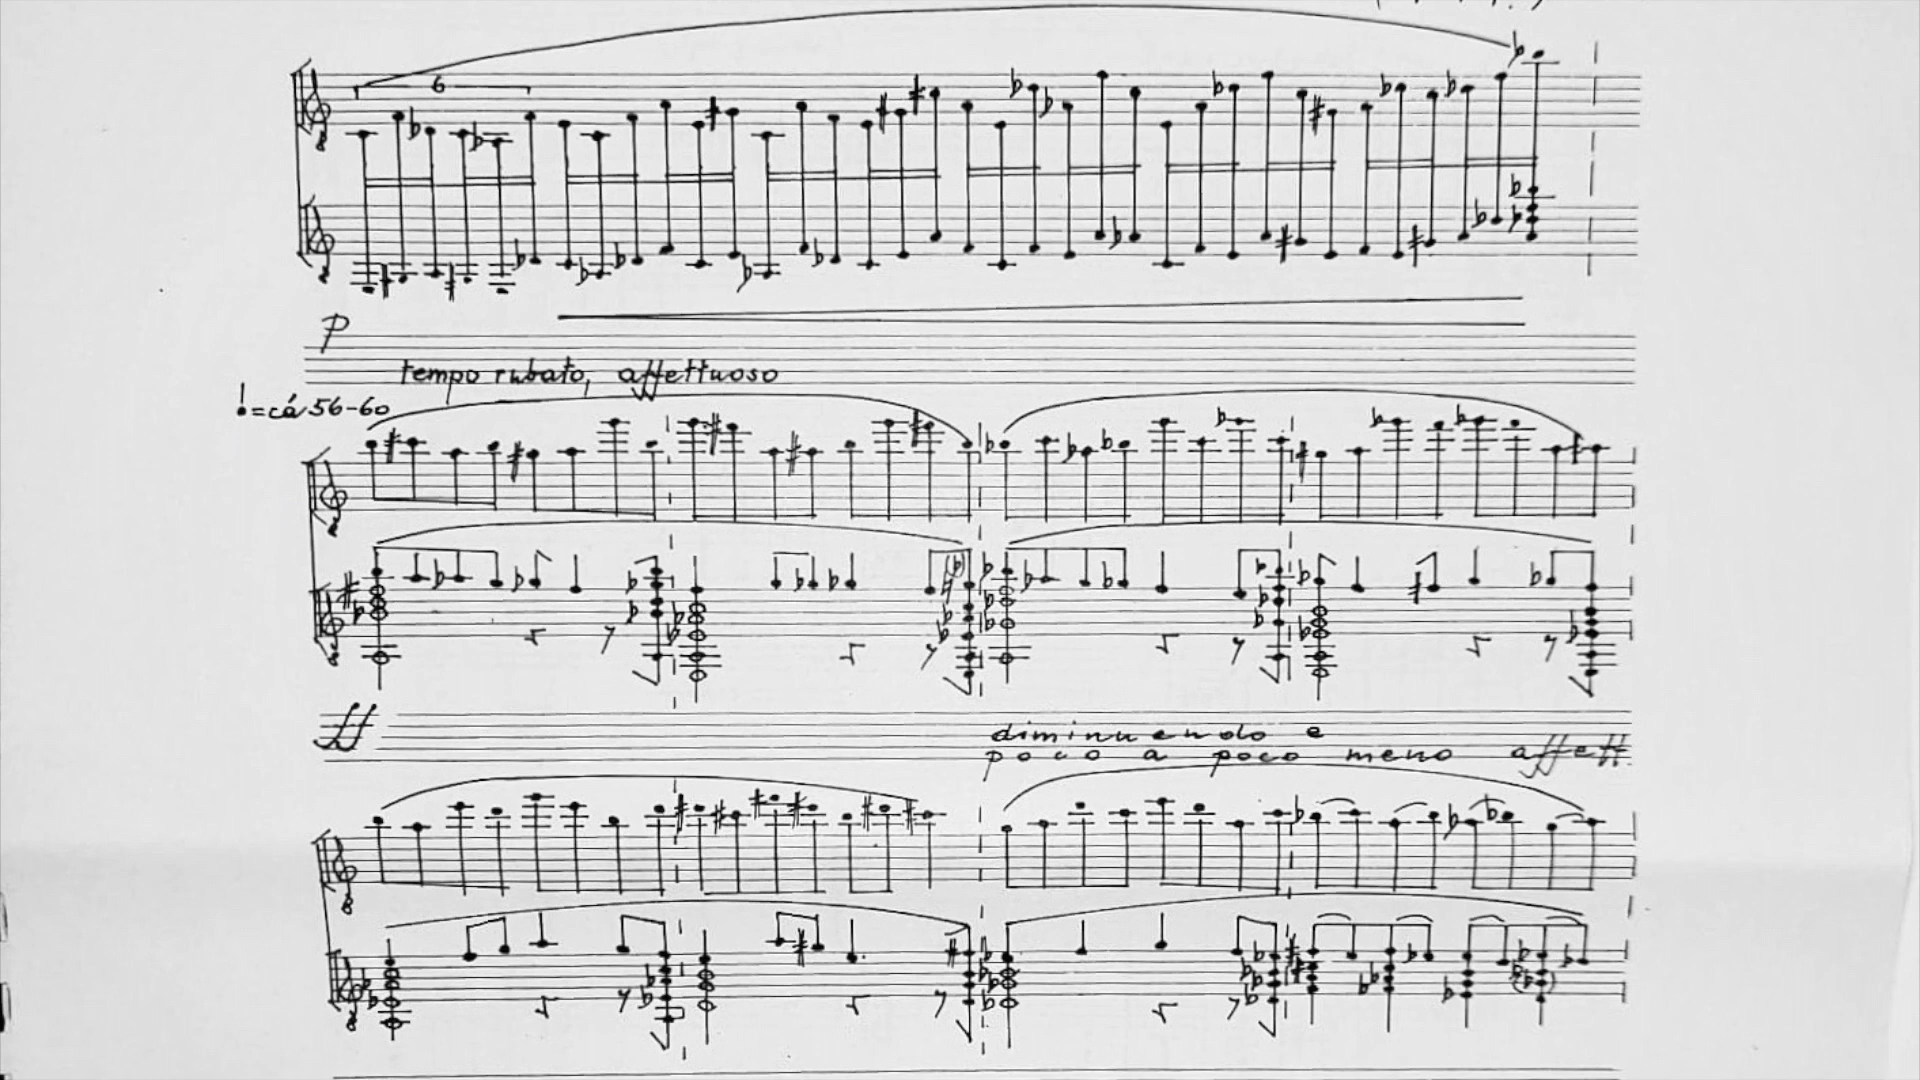 6
p
tempo rubato, affettuoso
♩=cá 56-60
ff
diminuendo e
poco a poco meno affett.